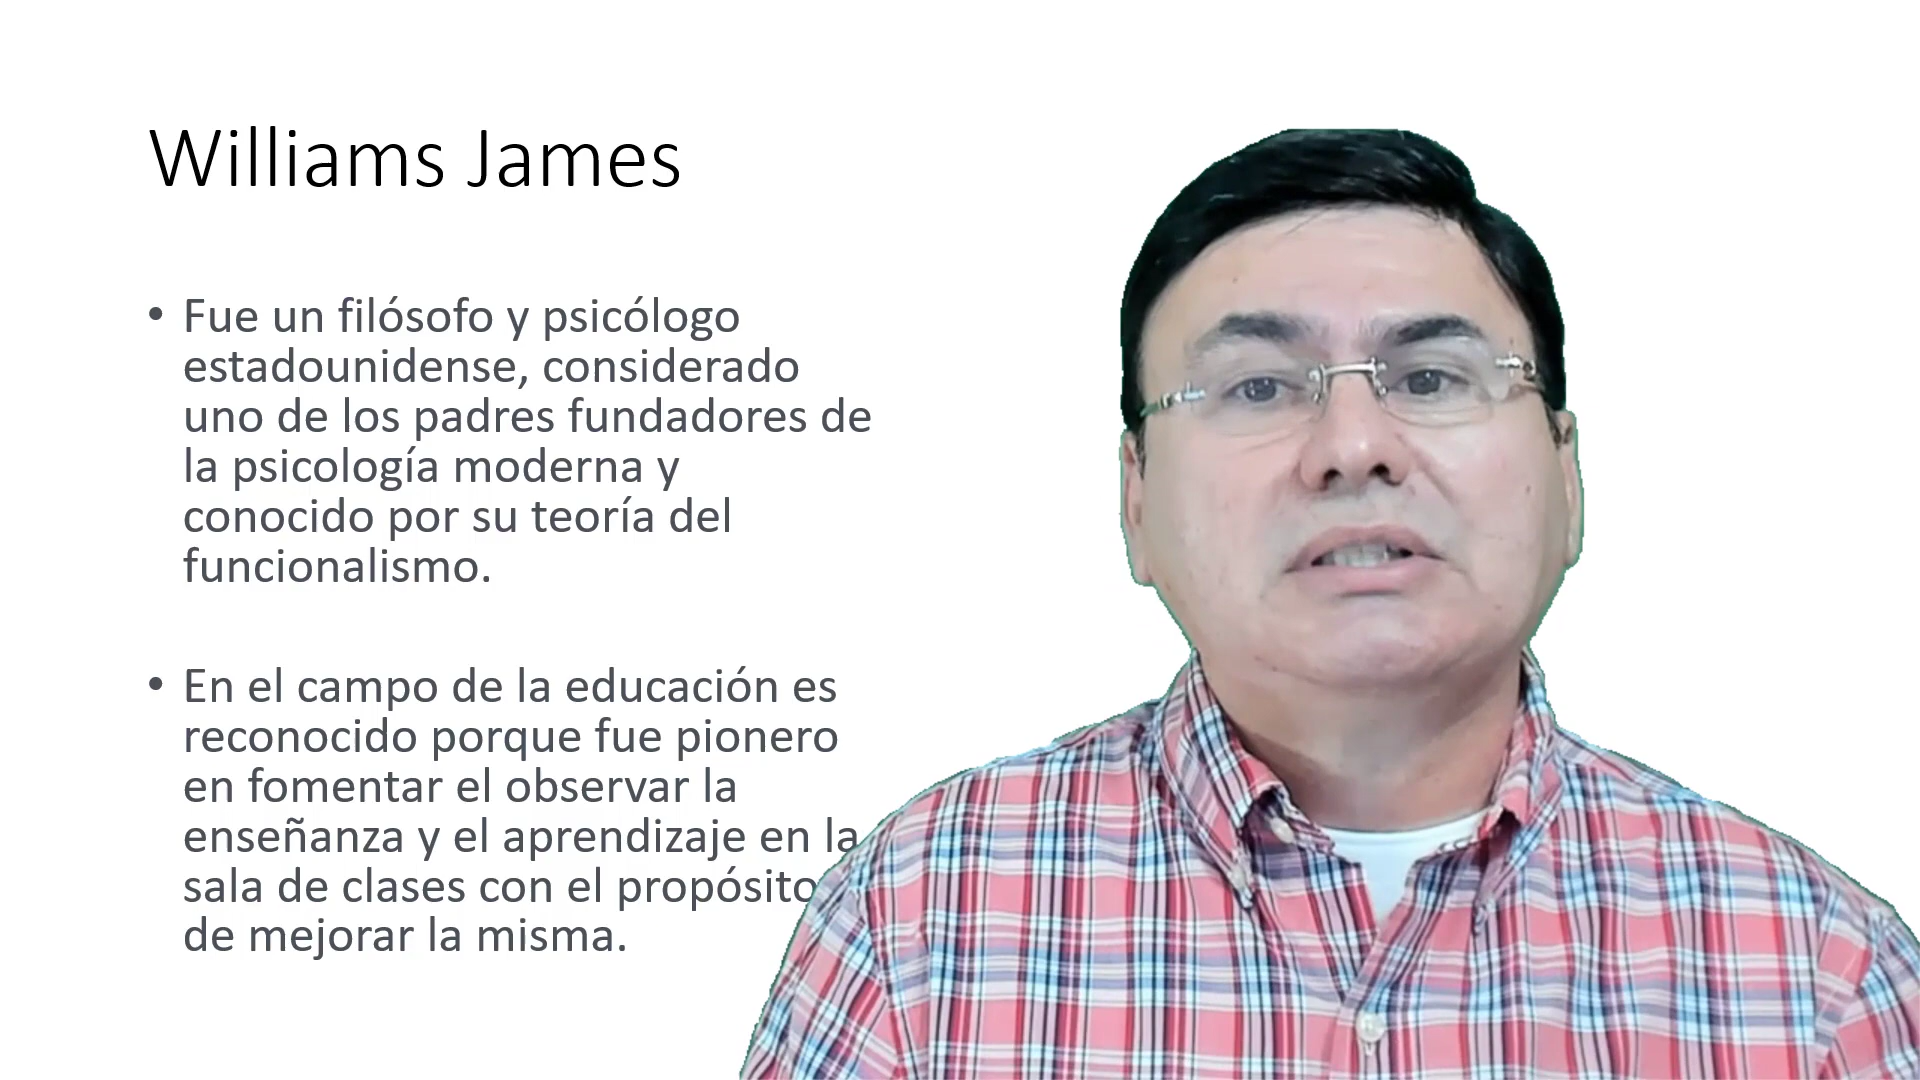 Williams James
• Fue un filósofo y psicólogo
estadounidense, considerado
uno de los padres fundadores de
la psicología moderna y
conocido por su teoría del
funcionalismo.
• En el campo de la educación es
reconocido porque fue pionero
en fomentar el observar la
enseñanza y el aprendizaje en la
sala de clases con el propósito
de mejorar la misma.